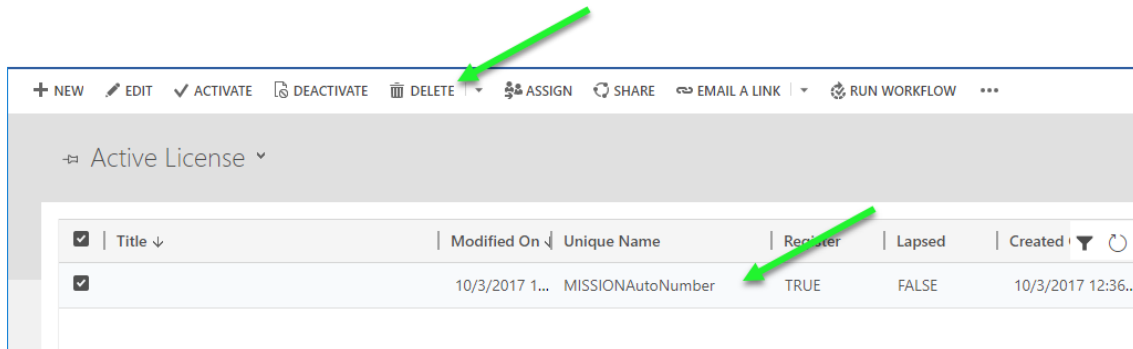 NEW EDIT ACTIVATE DEACTIVATE DELETE ASSIGN SHARE EMAIL A LINK RUN WORKFLOW
Active License
Title Modified On Unique Name Register Lapsed Created
10/3/2017 1... MISSIONAutoNumber TRUE FALSE 10/3/2017 12:36..